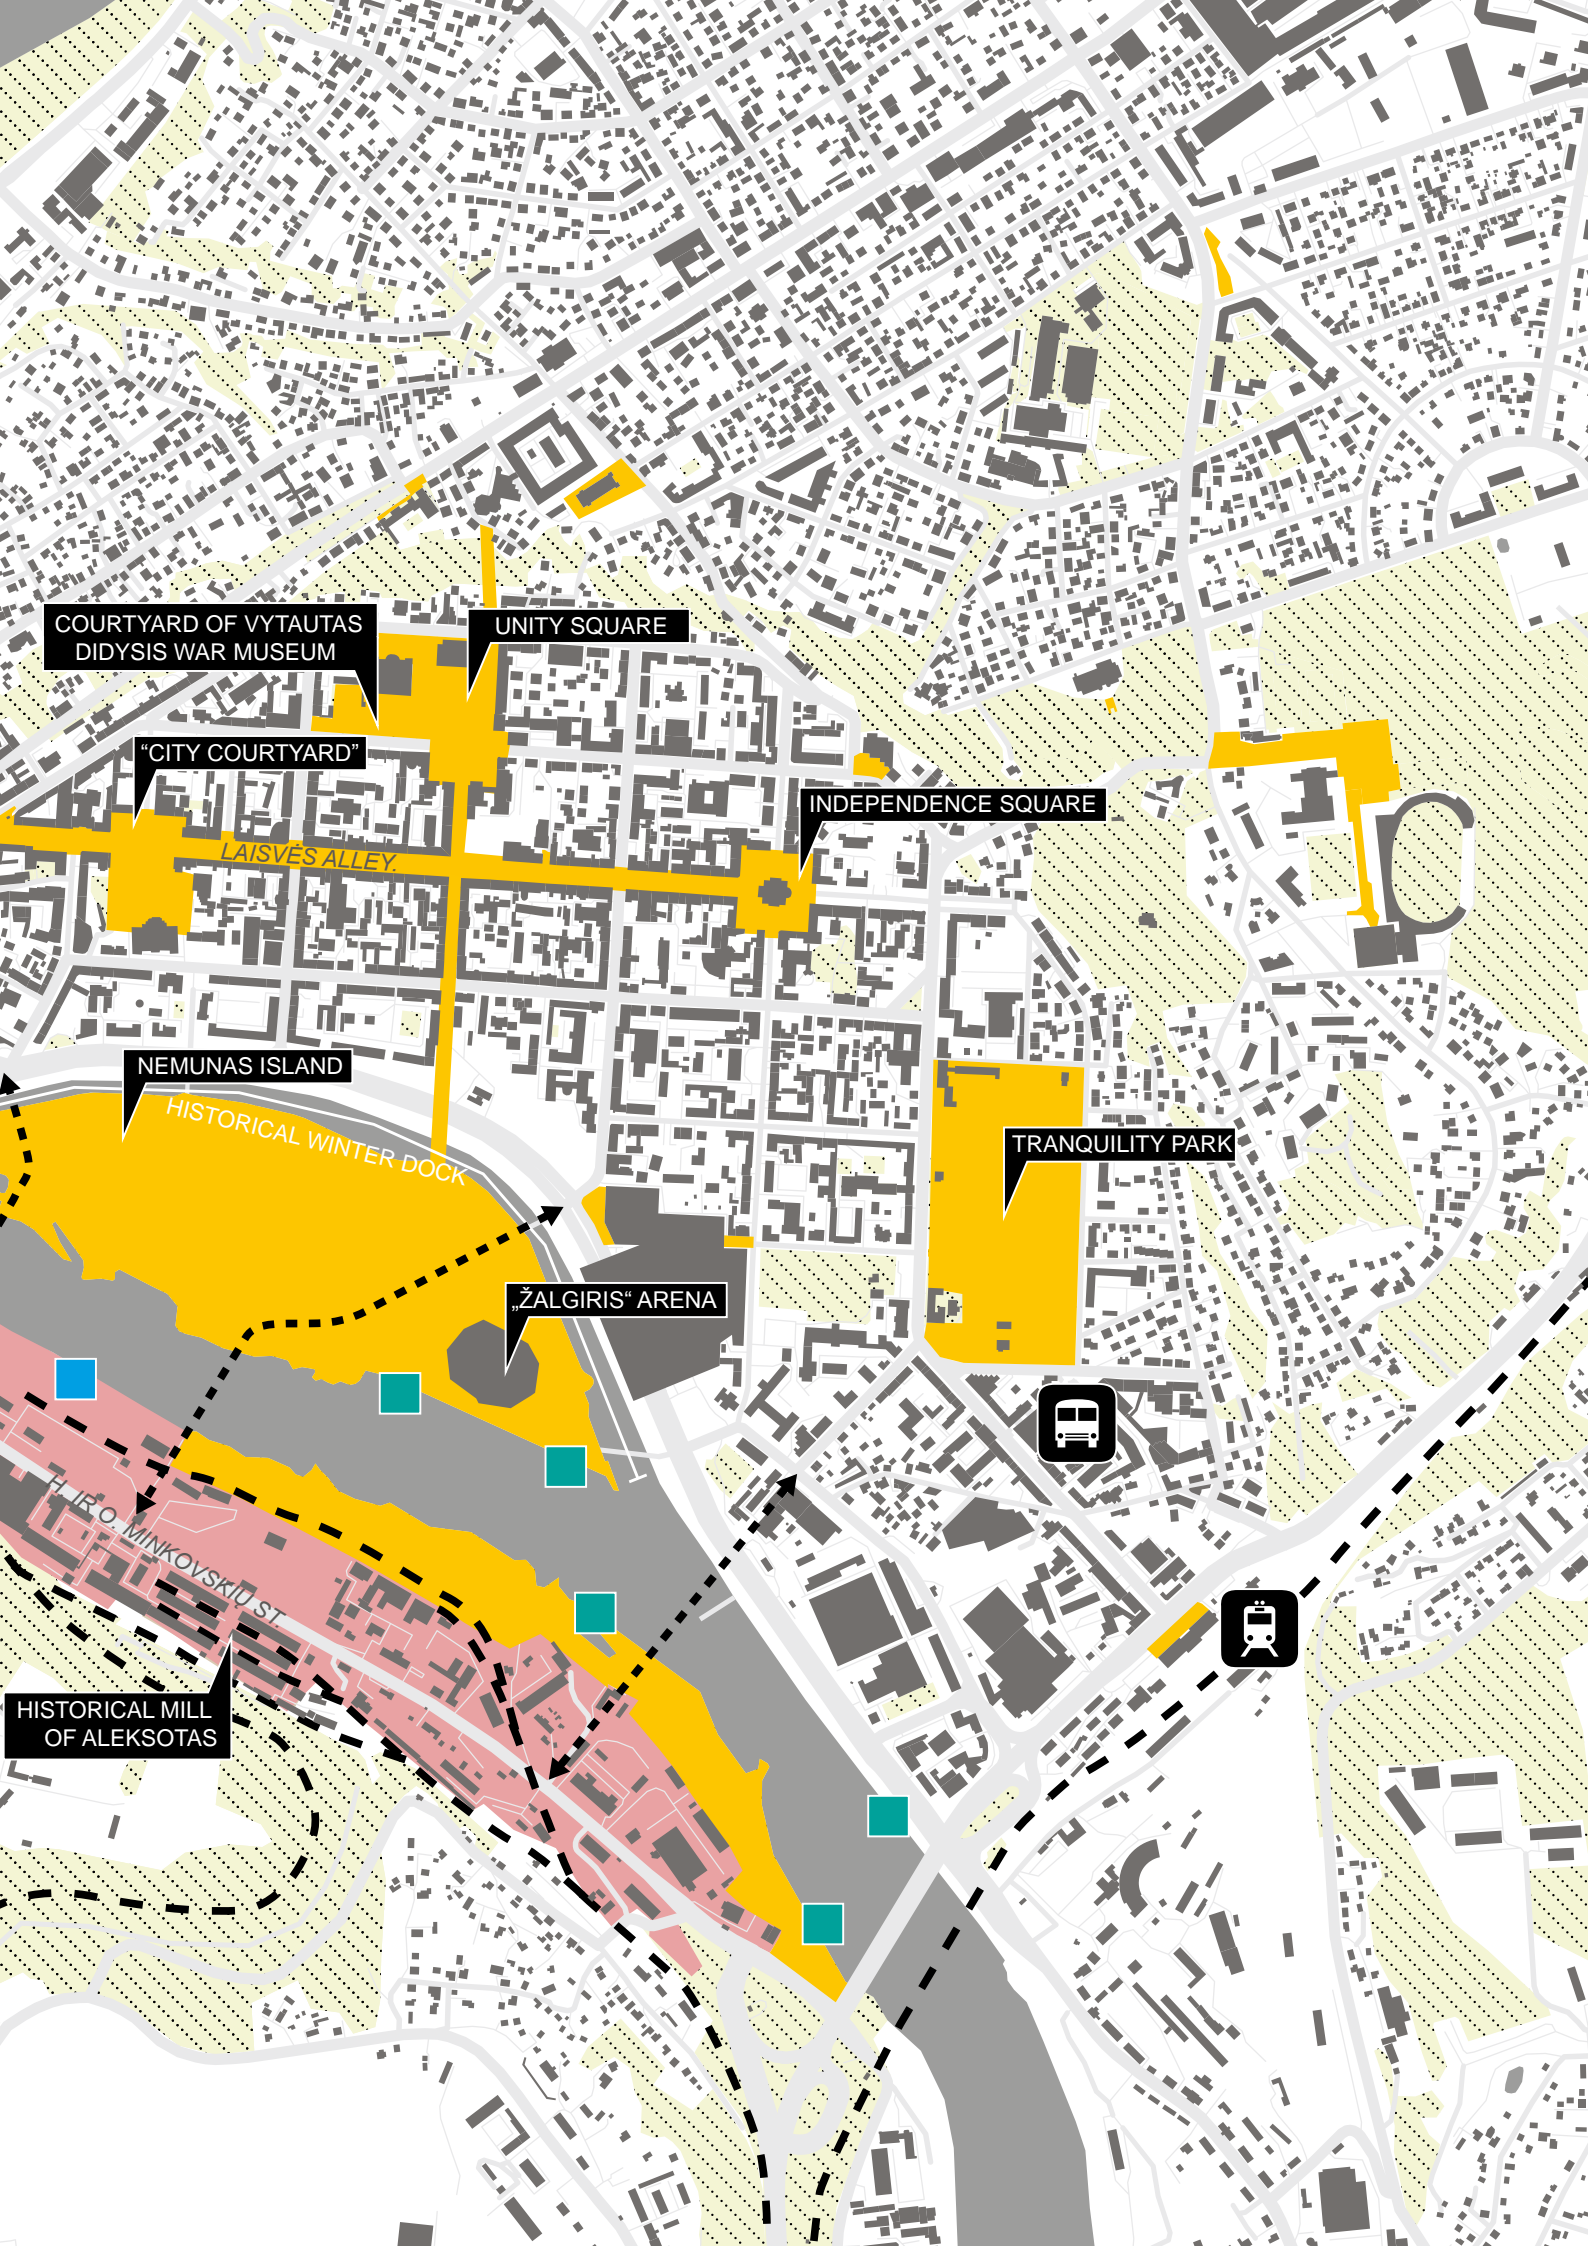 COURTYARD OF VYTAUTAS
DIDYSIS WAR MUSEUM
UNITY SQUARE
“CITY COURTYARD”
INDEPENDENCE SQUARE
LAISVĖS ALLEY.
NEMUNAS ISLAND
HISTORICAL WINTER DOCK
TRANQUILITY PARK
„ŽALGIRIS“ ARENA
H. IR O. MINKOVSKIŲ ST.
HISTORICAL MILL
OF ALEKSOTAS